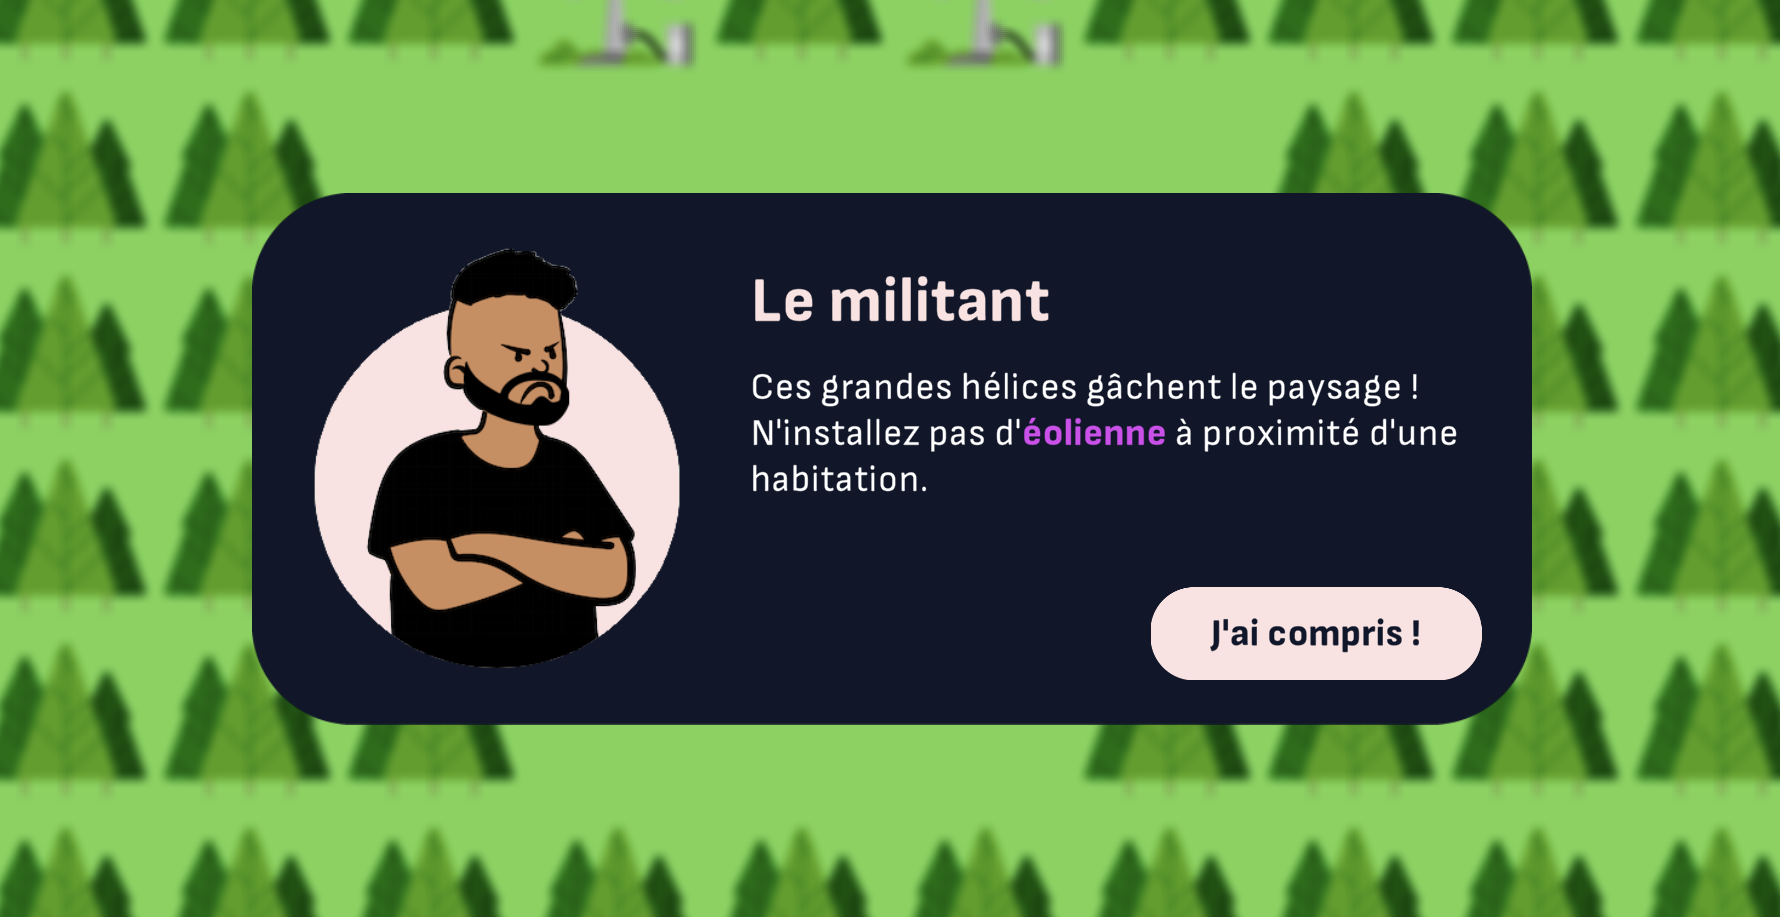 Le militant
Ces grandes hélices gâchent le paysage !
N'installez pas d'éolienne à proximité d'une
habitation.
J'ai compris !